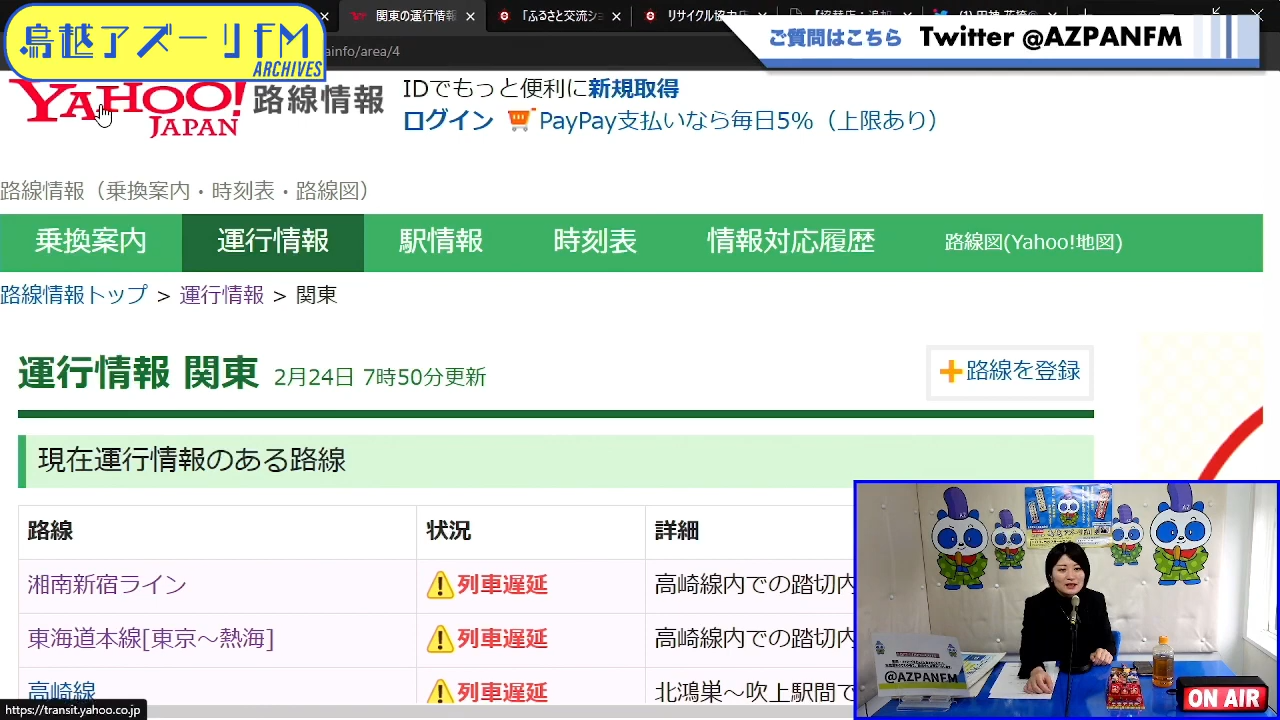 関東の運行情報
「ふるさと交流ショ
リサイクル協力店
鳥越アズーリFM
ARCHIVES
ainfo/area/4
ご質問はこちら Twitter @AZPANFM
YAHOO!
JAPAN
路線情報
IDでもっと便利に新規取得
ログイン PayPay支払いなら毎日5%（上限あり）
路線情報（乗換案内・時刻表・路線図）
乗換案内 運行情報 駅情報 時刻表 情報対応履歴 路線図(Yahoo!地図)
路線情報トップ > 運行情報 > 関東
運行情報 関東 2月24日 7時50分更新
路線を登録
現在運行情報のある路線
路線 状況 詳細
湘南新宿ライン 列車遅延 高崎線内での踏切内
東海道本線[東京〜熱海] 列車遅延 高崎線内での踏切内
高崎線 列車遅延 北鴻巣〜吹上駅間で
@AZPANFM
ON AIR
https://transit.yahoo.co.jp